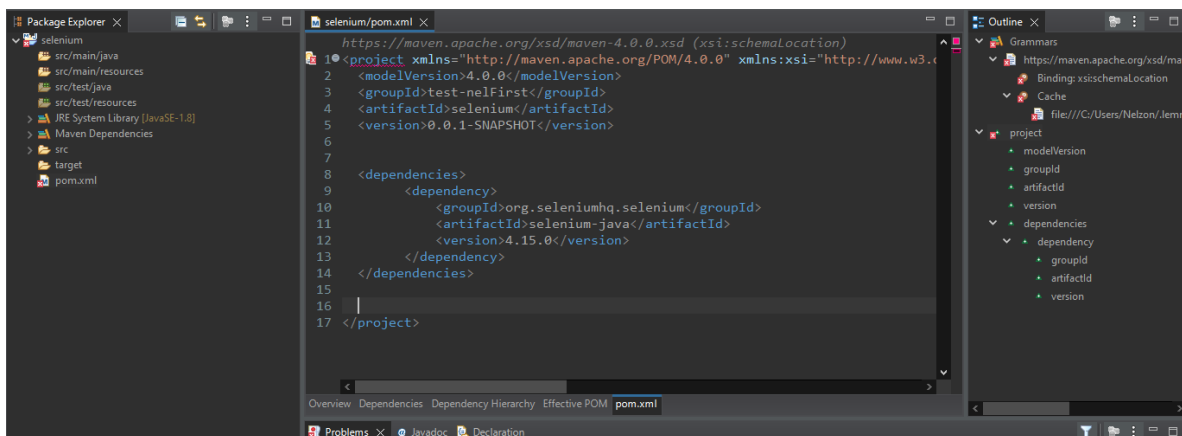 Package Explorer
selenium
src/main/java
src/main/resources
src/test/java
src/test/resources
JRE System Library [JavaSE-1.8]
Maven Dependencies
src
target
pom.xml
selenium/pom.xml
https://maven.apache.org/xsd/maven-4.0.0.xsd (xsi:schemaLocation)
1 <project xmlns="http://maven.apache.org/POM/4.0.0" xmlns:xsi="http://www.w3.
2 <modelVersion>4.0.0</modelVersion>
3 <groupId>test-nelFirst</groupId>
4 <artifactId>selenium</artifactId>
5 <version>0.0.1-SNAPSHOT</version>
6
7
8 <dependencies>
9 <dependency>
10 <groupId>org.seleniumhq.selenium</groupId>
11 <artifactId>selenium-java</artifactId>
12 <version>4.15.0</version>
13 </dependency>
14 </dependencies>
15
16
17 </project>
Overview Dependencies Dependency Hierarchy Effective POM pom.xml
Problems Javadoc Declaration
Outline
Grammars
https://maven.apache.org/xsd/ma
Binding: xsi:schemaLocation
Cache
file:///C:/Users/Nelzon/.lem
project
modelVersion
groupId
artifactId
version
dependencies
dependency
groupId
artifactId
version